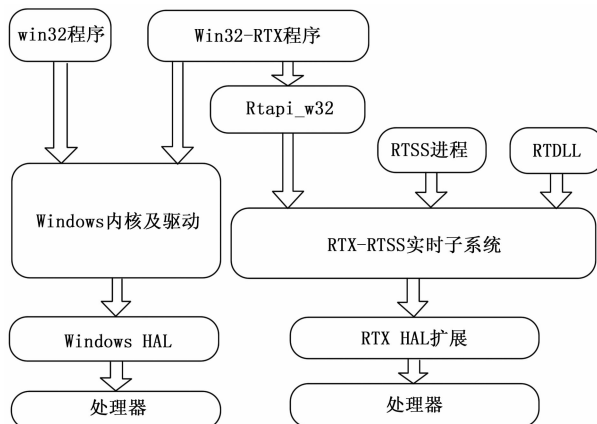 win32程序
Win32-RTX程序
Rtapi_w32
RTSS进程
RTDLL
Windows内核及驱动
RTX-RTSS实时子系统
Windows HAL
RTX HAL扩展
处理器
处理器